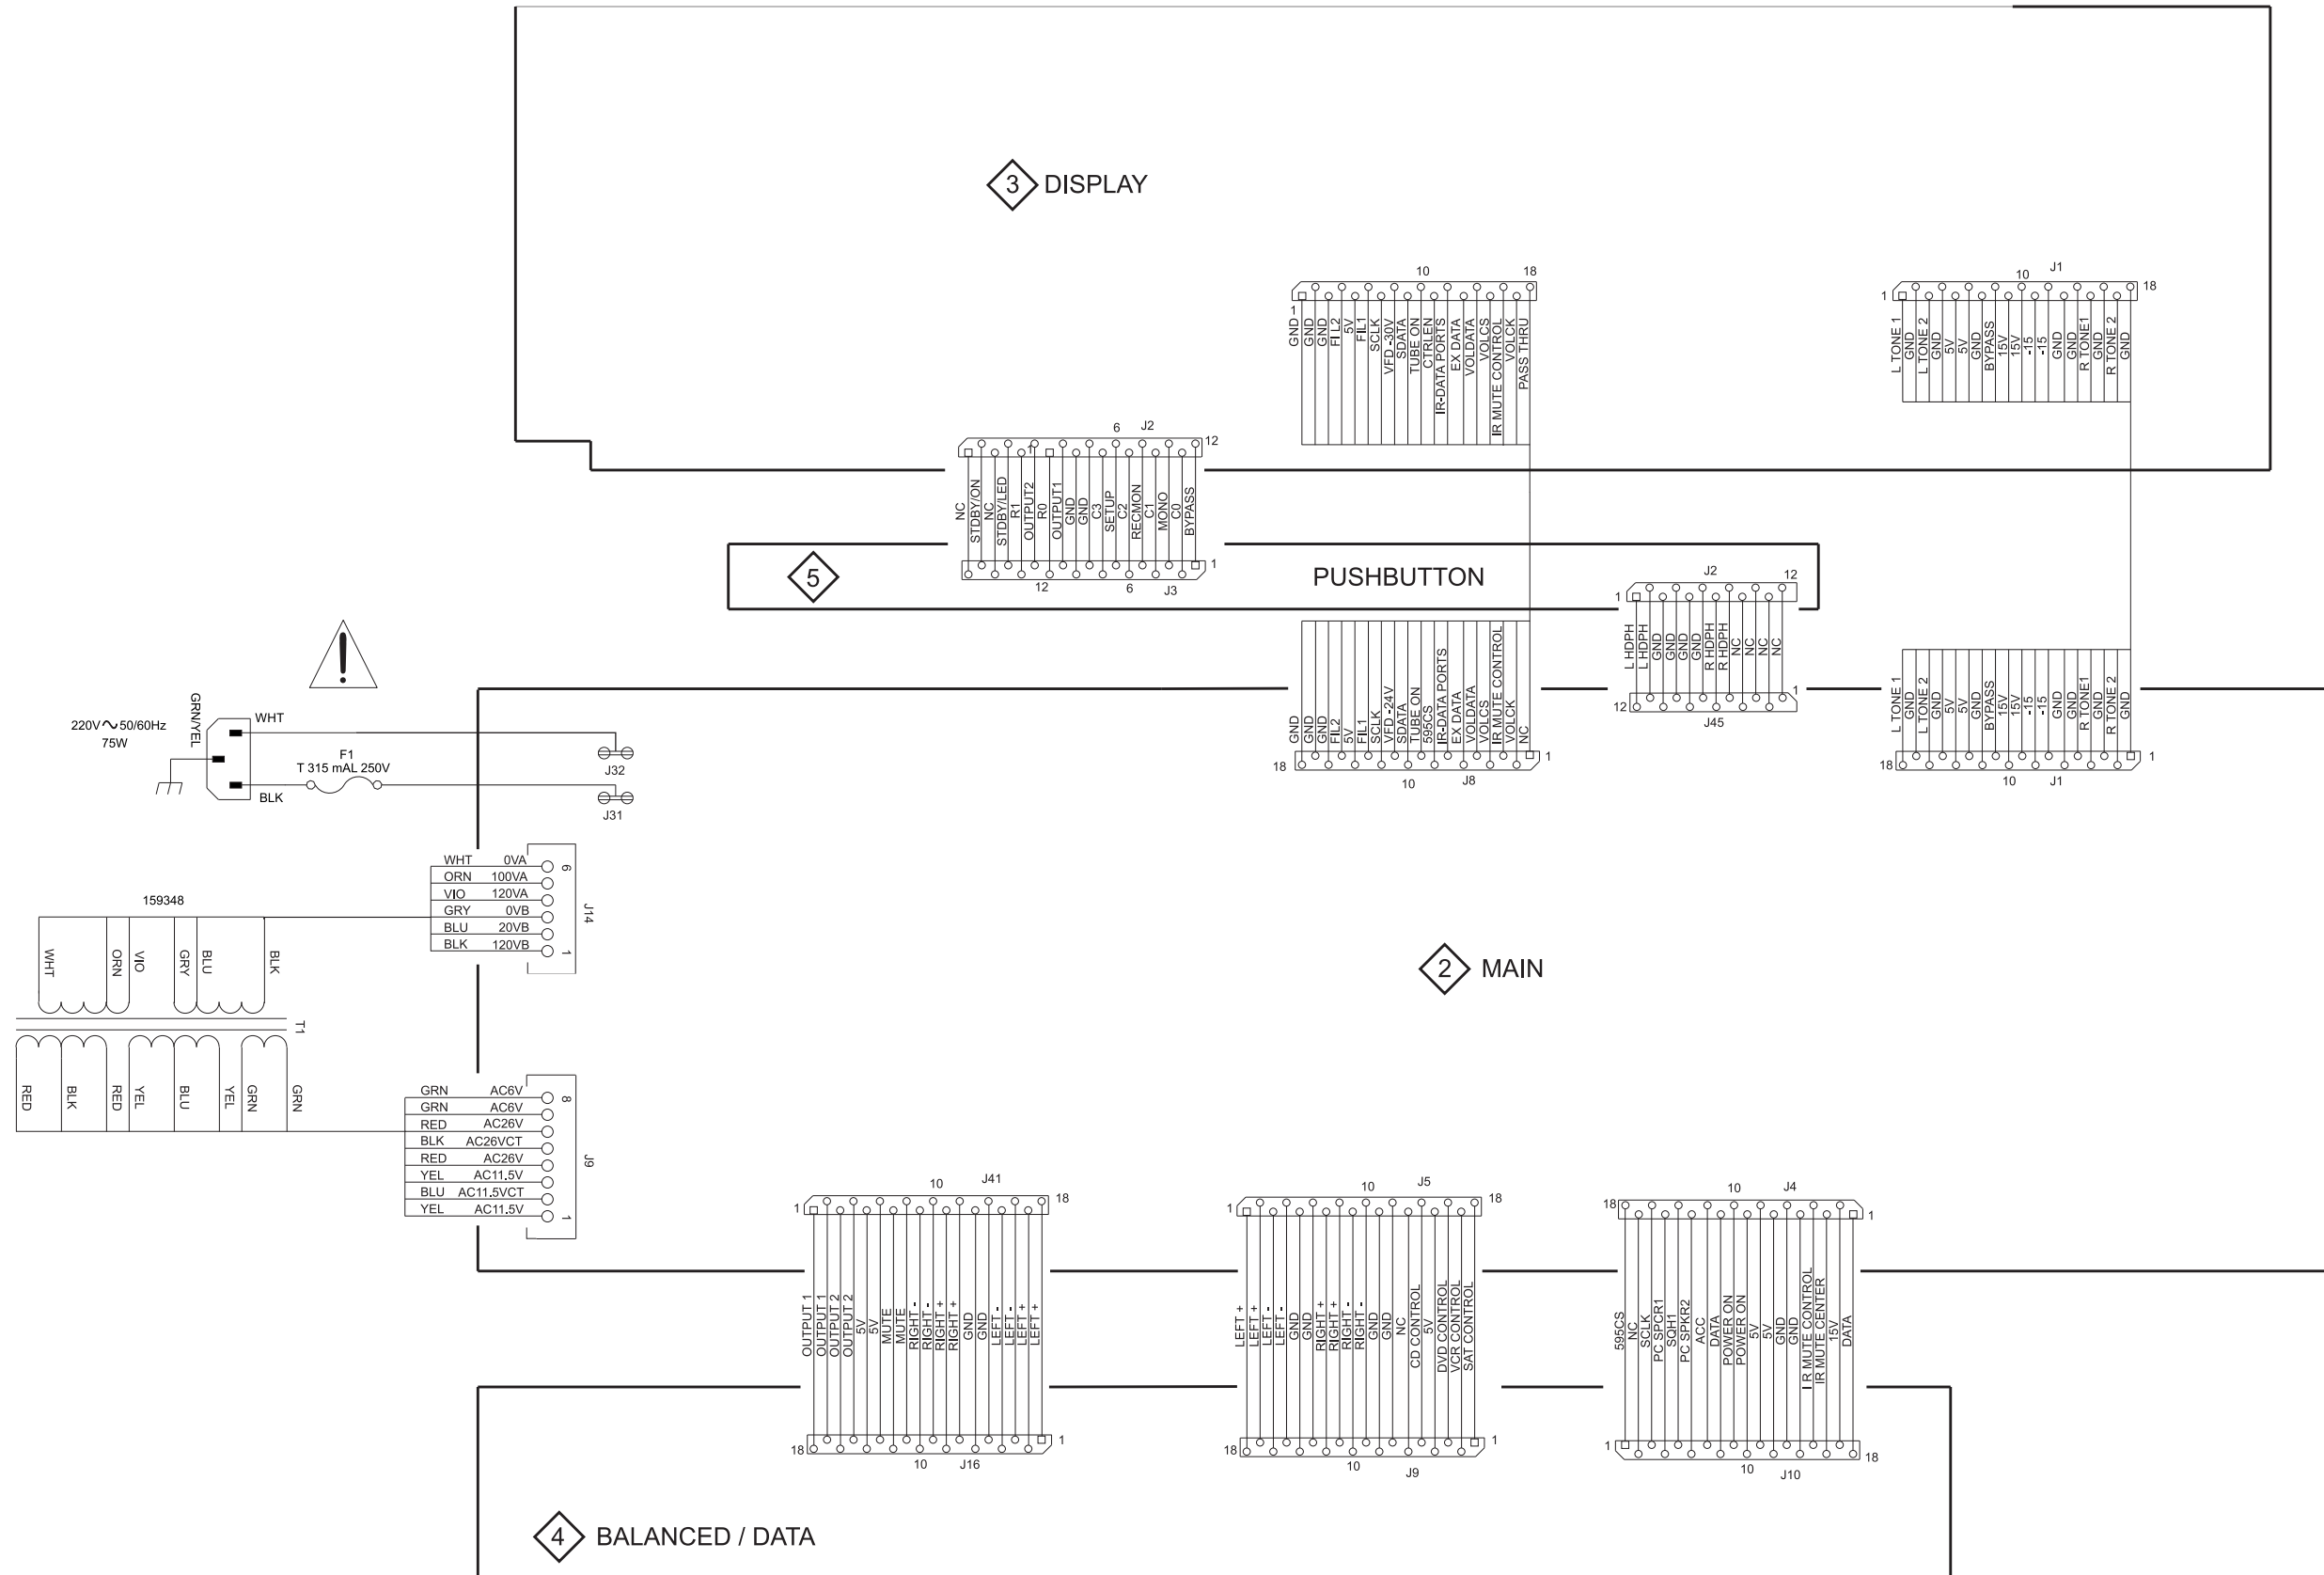 3 DISPLAY
10
18
1
GND
GND
GND
FIL2
5V
FIL1
SCLK
VFD -30V
SDATA
TUBE ON
CTRLEN
IR-DATA PORTS
EX DATA
VOLDATA
VOLCS
IR MUTE CONTROL
VOLCK
PASS THRU
J1
10
18
1
L TONE 1
GND
L TONE 2
GND
5V
5V
GND
BYPASS
15V
15V
-15
-15
GND
GND
R TONE1
GND
R TONE 2
GND
6
J2
12
1
NC
STDBY/ON
NC
STDBY/LED
R1
OUTPUT2
R0
OUTPUT1
GND
GND
C3
SETUP
C2
RECMON
C1
MONO
C0
BYPASS
1
12
6
J3
5
PUSHBUTTON
J2
12
1
L HDPH
L HDPH
GND
GND
GND
GND
R HDPH
R HDPH
NC
NC
NC
NC
12
1
J45
GND
GND
GND
FIL2
5V
FIL1
SCLK
VFD -24V
SDATA
TUBE ON
595CS
IR-DATA PORTS
EX DATA
VOLDATA
VOLCS
IR MUTE CONTROL
VOLCK
NC
18
10
J8
1
L TONE 1
GND
L TONE 2
GND
5V
5V
GND
BYPASS
15V
15V
-15
-15
GND
GND
R TONE1
GND
R TONE 2
GND
18
10
J1
1
!
220V 50/60Hz
75W
GRN/YEL
WHT
F1
T 315 mAL 250V
BLK
J32
J31
WHT 0VA
ORN 100VA
VIO 120VA
GRY 0VB
BLU 20VB
BLK 120VB
6
1
J14
159348
WHT
ORN
VIO
GRY
BLU
BLK
T1
RED
BLK
RED
YEL
BLU
YEL
GRN
GRN
GRN AC6V
GRN AC6V
RED AC26V
BLK AC26VCT
RED AC26V
YEL AC11.5V
BLU AC11.5VCT
YEL AC11.5V
8
1
J9
2 MAIN
1
10
J41
18
OUTPUT 1
OUTPUT 1
OUTPUT 2
OUTPUT 2
5V
5V
MUTE
MUTE
RIGHT -
RIGHT -
RIGHT +
RIGHT +
GND
GND
LEFT -
LEFT -
LEFT +
LEFT +
18
10
J16
1
1
10
J5
18
LEFT +
LEFT +
LEFT -
LEFT -
GND
GND
RIGHT +
RIGHT +
RIGHT -
RIGHT -
GND
GND
NC
CD CONTROL
5V
DVD CONTROL
VCR CONTROL
SAT CONTROL
18
10
J9
1
18
10
J4
1
595CS
NC
SCLK
PC SPCR1
SQH1
PC SPKR2
ACC
DATA
POWER ON
POWER ON
5V
5V
GND
GND
IR MUTE CONTROL
IR MUTE CENTER
15V
DATA
1
10
J10
18
4 BALANCED / DATA